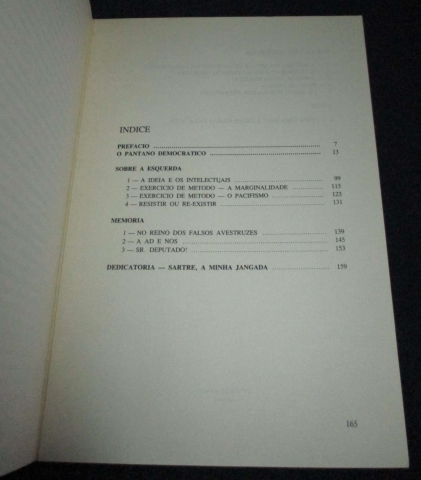 INDICE
PREFACIO 7
O PANTANO DEMOCRATICO 15
SOBRE A ESQUERDA
1 — A IDEIA E OS INTELECTUAIS 99
2 — EXERCICIO DE METODO — A MARGINALIDADE 115
3 — EXERCICIO DE METODO — O PACIFISMO 123
4 — RESISTIR OU RE-EXISTIR 131
MEMORIA
1 — NO REINO DOS FALSOS AVESTRUZES 139
2 — A AD E NOS 145
3 — SR. DEPUTADO! 153
DEDICATORIA — SARTRE, A MINHA JANGADA 159
165